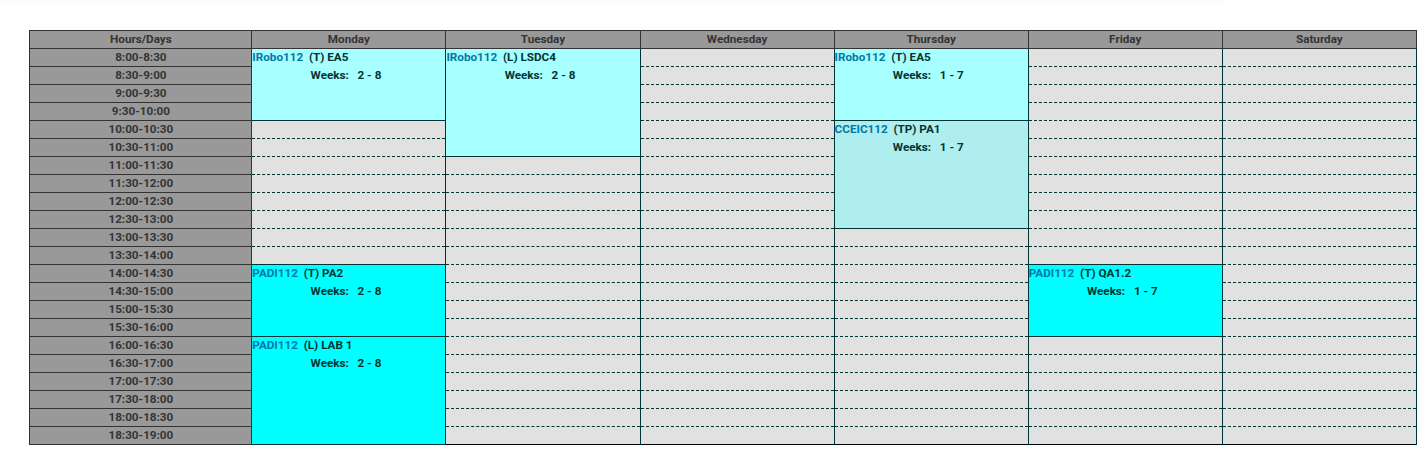 Hours/Days Monday Tuesday Wednesday Thursday Friday Saturday
8:00-8:30 IRobo112 (T) EA5 IRobo112 (L) LSDC4 IRobo112 (T) EA5
8:30-9:00 Weeks: 2 - 8 Weeks: 2 - 8 Weeks: 1 - 7
9:00-9:30
9:30-10:00
10:00-10:30 CCEIC112 (TP) PA1
10:30-11:00 Weeks: 1 - 7
11:00-11:30
11:30-12:00
12:00-12:30
12:30-13:00
13:00-13:30
13:30-14:00
14:00-14:30 PADI112 (T) PA2 PADI112 (T) QA1.2
14:30-15:00 Weeks: 2 - 8 Weeks: 1 - 7
15:00-15:30
15:30-16:00
16:00-16:30 PADI112 (L) LAB 1
16:30-17:00 Weeks: 2 - 8
17:00-17:30
17:30-18:00
18:00-18:30
18:30-19:00